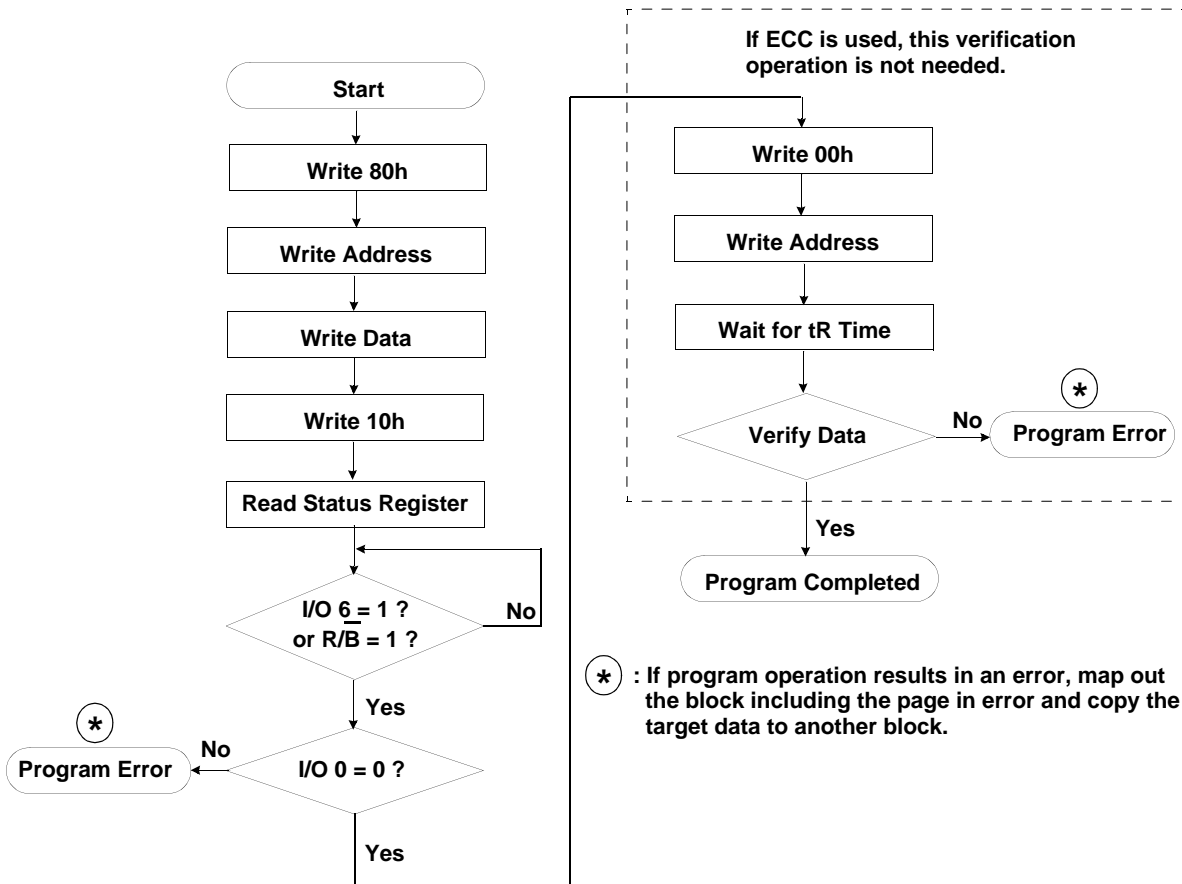 Start
Write 80h
Write Address
Write Data
Write 10h
Read Status Register
I/O 6 = 1 ?
or R/B̅ = 1 ?
No
Yes
*
No
Program Error
I/O 0 = 0 ?
Yes
If ECC is used, this verification
operation is not needed.
Write 00h
Write Address
Wait for tR Time
*
Verify Data
No
Program Error
Yes
Program Completed
* : If program operation results in an error, map out
the block including the page in error and copy the
target data to another block.